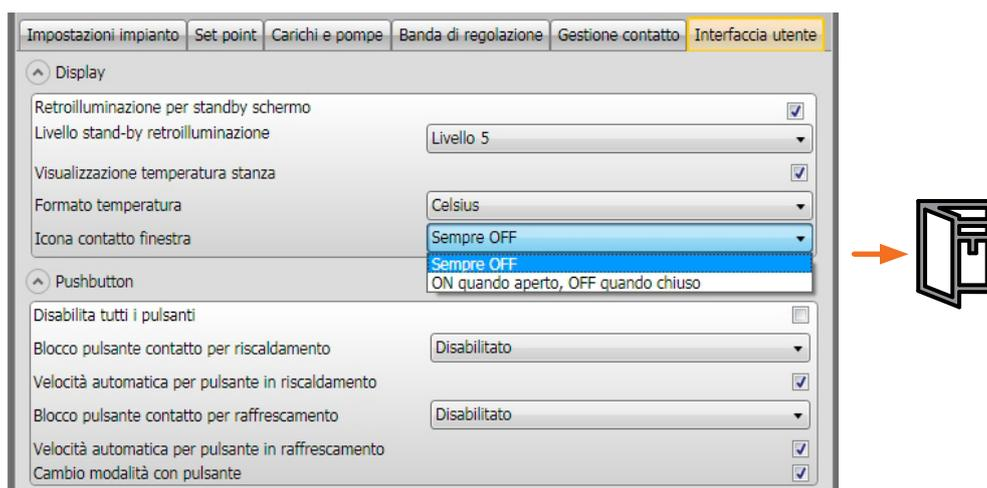 Impostazioni impianto Set point Carichi e pompe Banda di regolazione Gestione contatto Interfaccia utente
Display
Retroilluminazione per standby schermo
Livello stand-by retroilluminazione Livello 5
Visualizzazione temperatura stanza
Formato temperatura Celsius
Icona contatto finestra Sempre OFF
Sempre OFF
ON quando aperto, OFF quando chiuso
Pushbutton
Disabilita tutti i pulsanti
Blocco pulsante contatto per riscaldamento Disabilitato
Velocità automatica per pulsante in riscaldamento
Blocco pulsante contatto per raffrescamento Disabilitato
Velocità automatica per pulsante in raffrescamento
Cambio modalità con pulsante